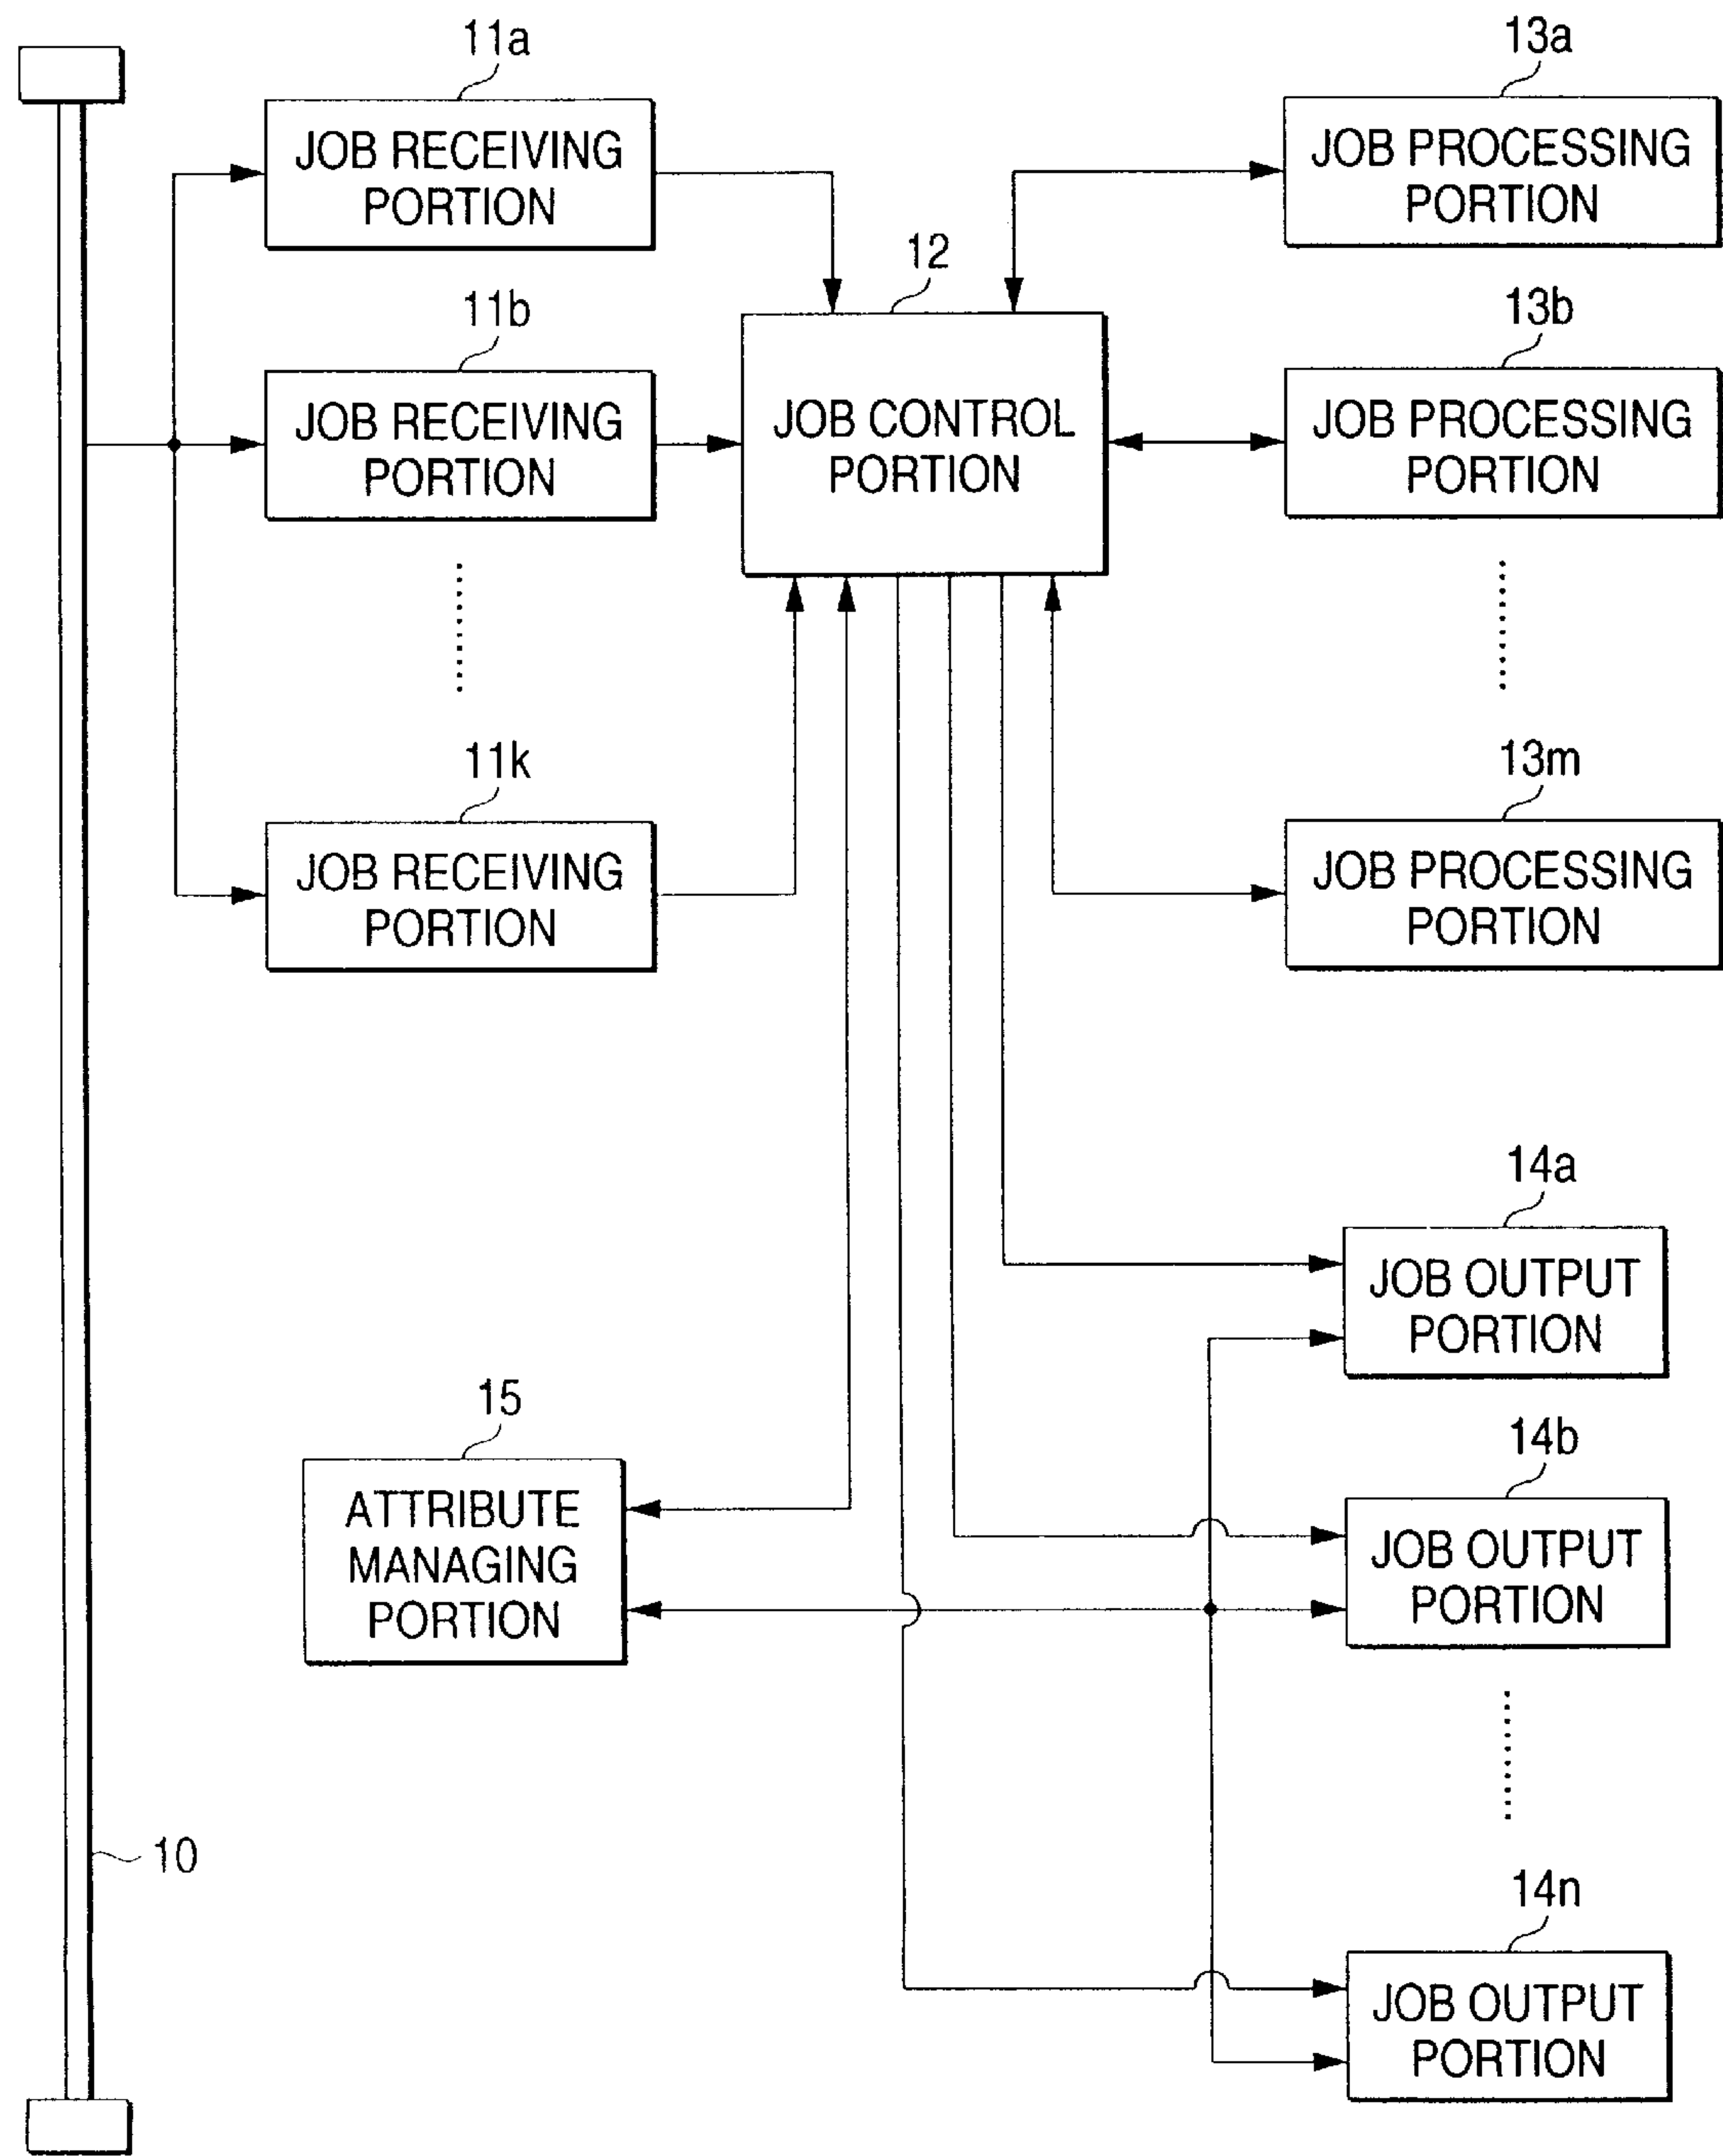 11a
JOB RECEIVING
PORTION
13a
JOB PROCESSING
PORTION
12
JOB CONTROL
PORTION
11b
JOB RECEIVING
PORTION
13b
JOB PROCESSING
PORTION
11k
JOB RECEIVING
PORTION
13m
JOB PROCESSING
PORTION
14a
JOB OUTPUT
PORTION
15
ATTRIBUTE
MANAGING
PORTION
14b
JOB OUTPUT
PORTION
10
14n
JOB OUTPUT
PORTION